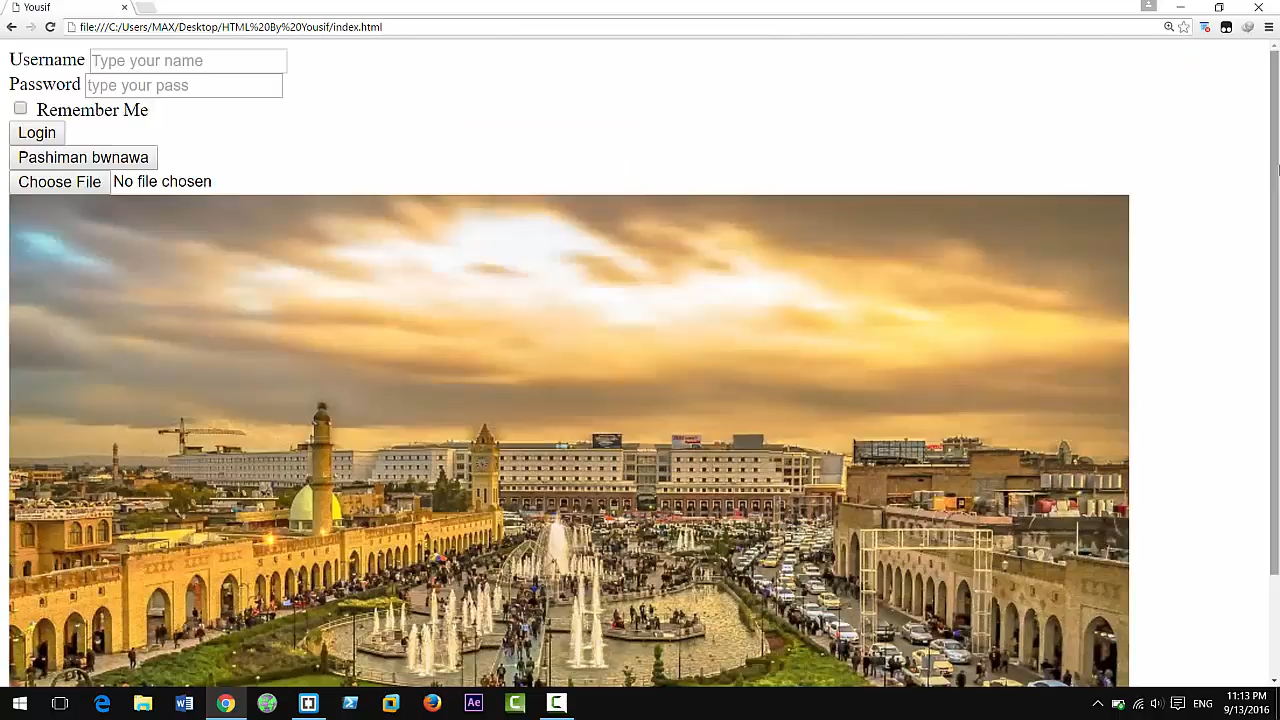 Yousif
file:///C:/Users/MAX/Desktop/HTML%20By%20Yousif/index.html
Username Type your name
Password type your pass
Remember Me
Login
Pashiman bwnawa
Choose File No file chosen
Ae
ENG
11:13 PM
9/13/2016